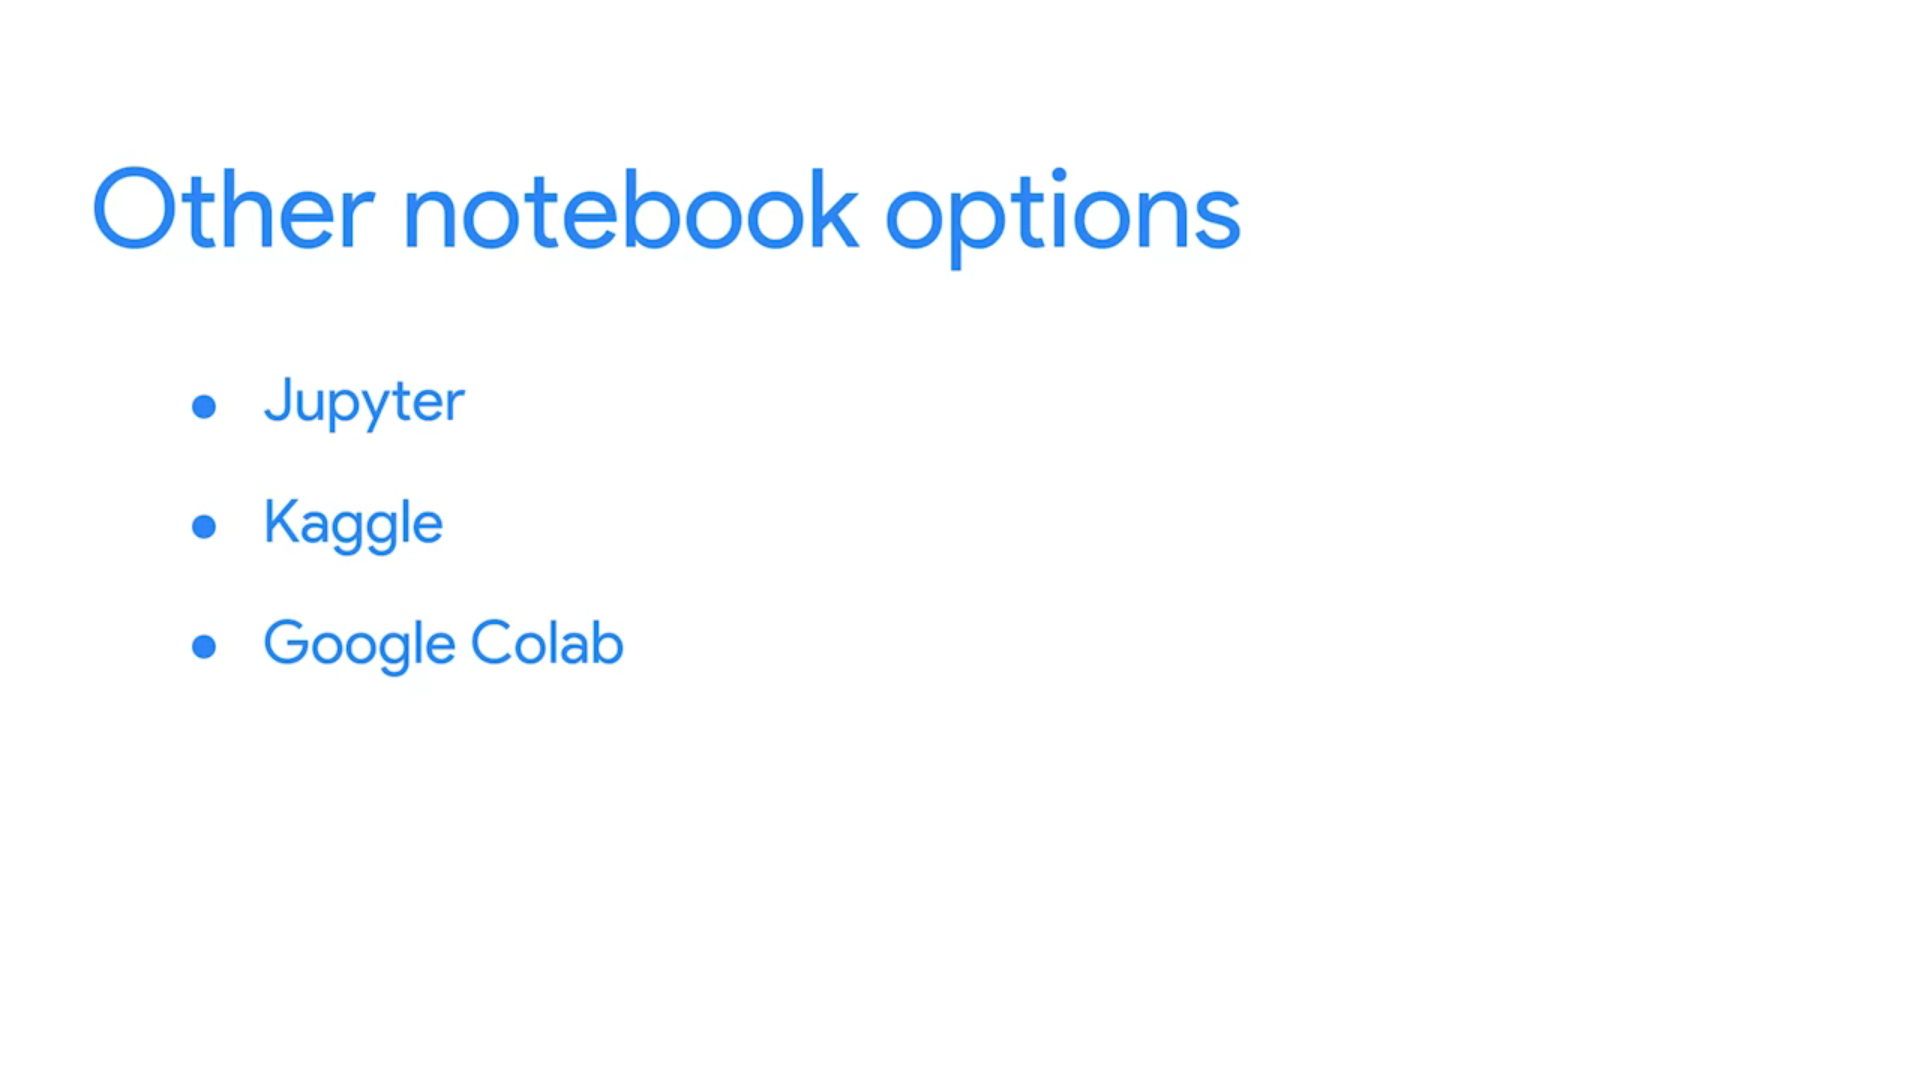 Other notebook options
● Jupyter
● Kaggle
● Google Colab